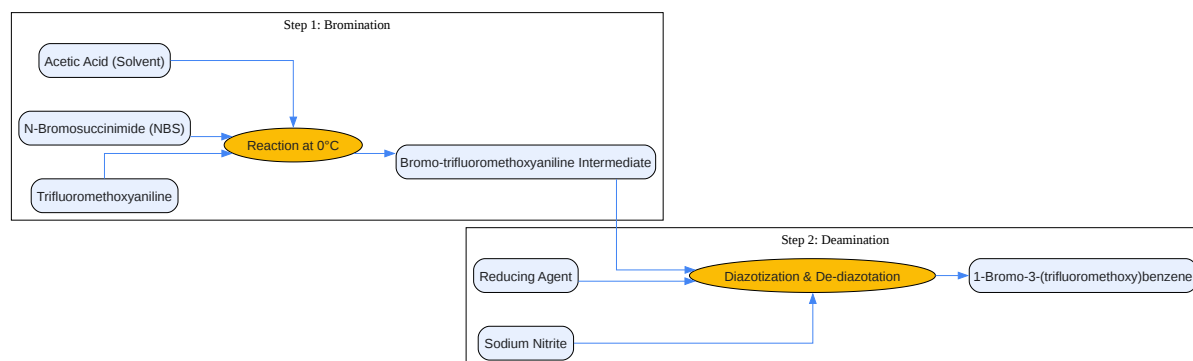 Step 1: Bromination
Acetic Acid (Solvent)
N-Bromosuccinimide (NBS)
Reaction at 0°C
Bromo-trifluoromethoxyaniline Intermediate
Trifluoromethoxyaniline
Step 2: Deamination
Reducing Agent
Diazotization & De-diazotation
1-Bromo-3-(trifluoromethoxy)benzene
Sodium Nitrite